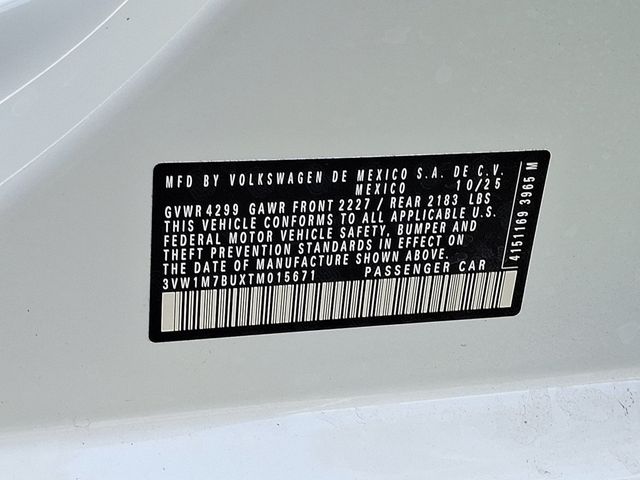 MFD BY VOLKSWAGEN DE MEXICO S.A. DE C.V.
MEXICO 10/25
GVWR 4299 GAWR FRONT 2227 / REAR 2183 LBS
THIS VEHICLE CONFORMS TO ALL APPLICABLE U.S.
FEDERAL MOTOR VEHICLE SAFETY, BUMPER AND
THEFT PREVENTION STANDARDS IN EFFECT ON
THE DATE OF MANUFACTURE SHOWN ABOVE.
3VW1M7BUXTM015671 PASSENGER CAR
4151169 3965 M